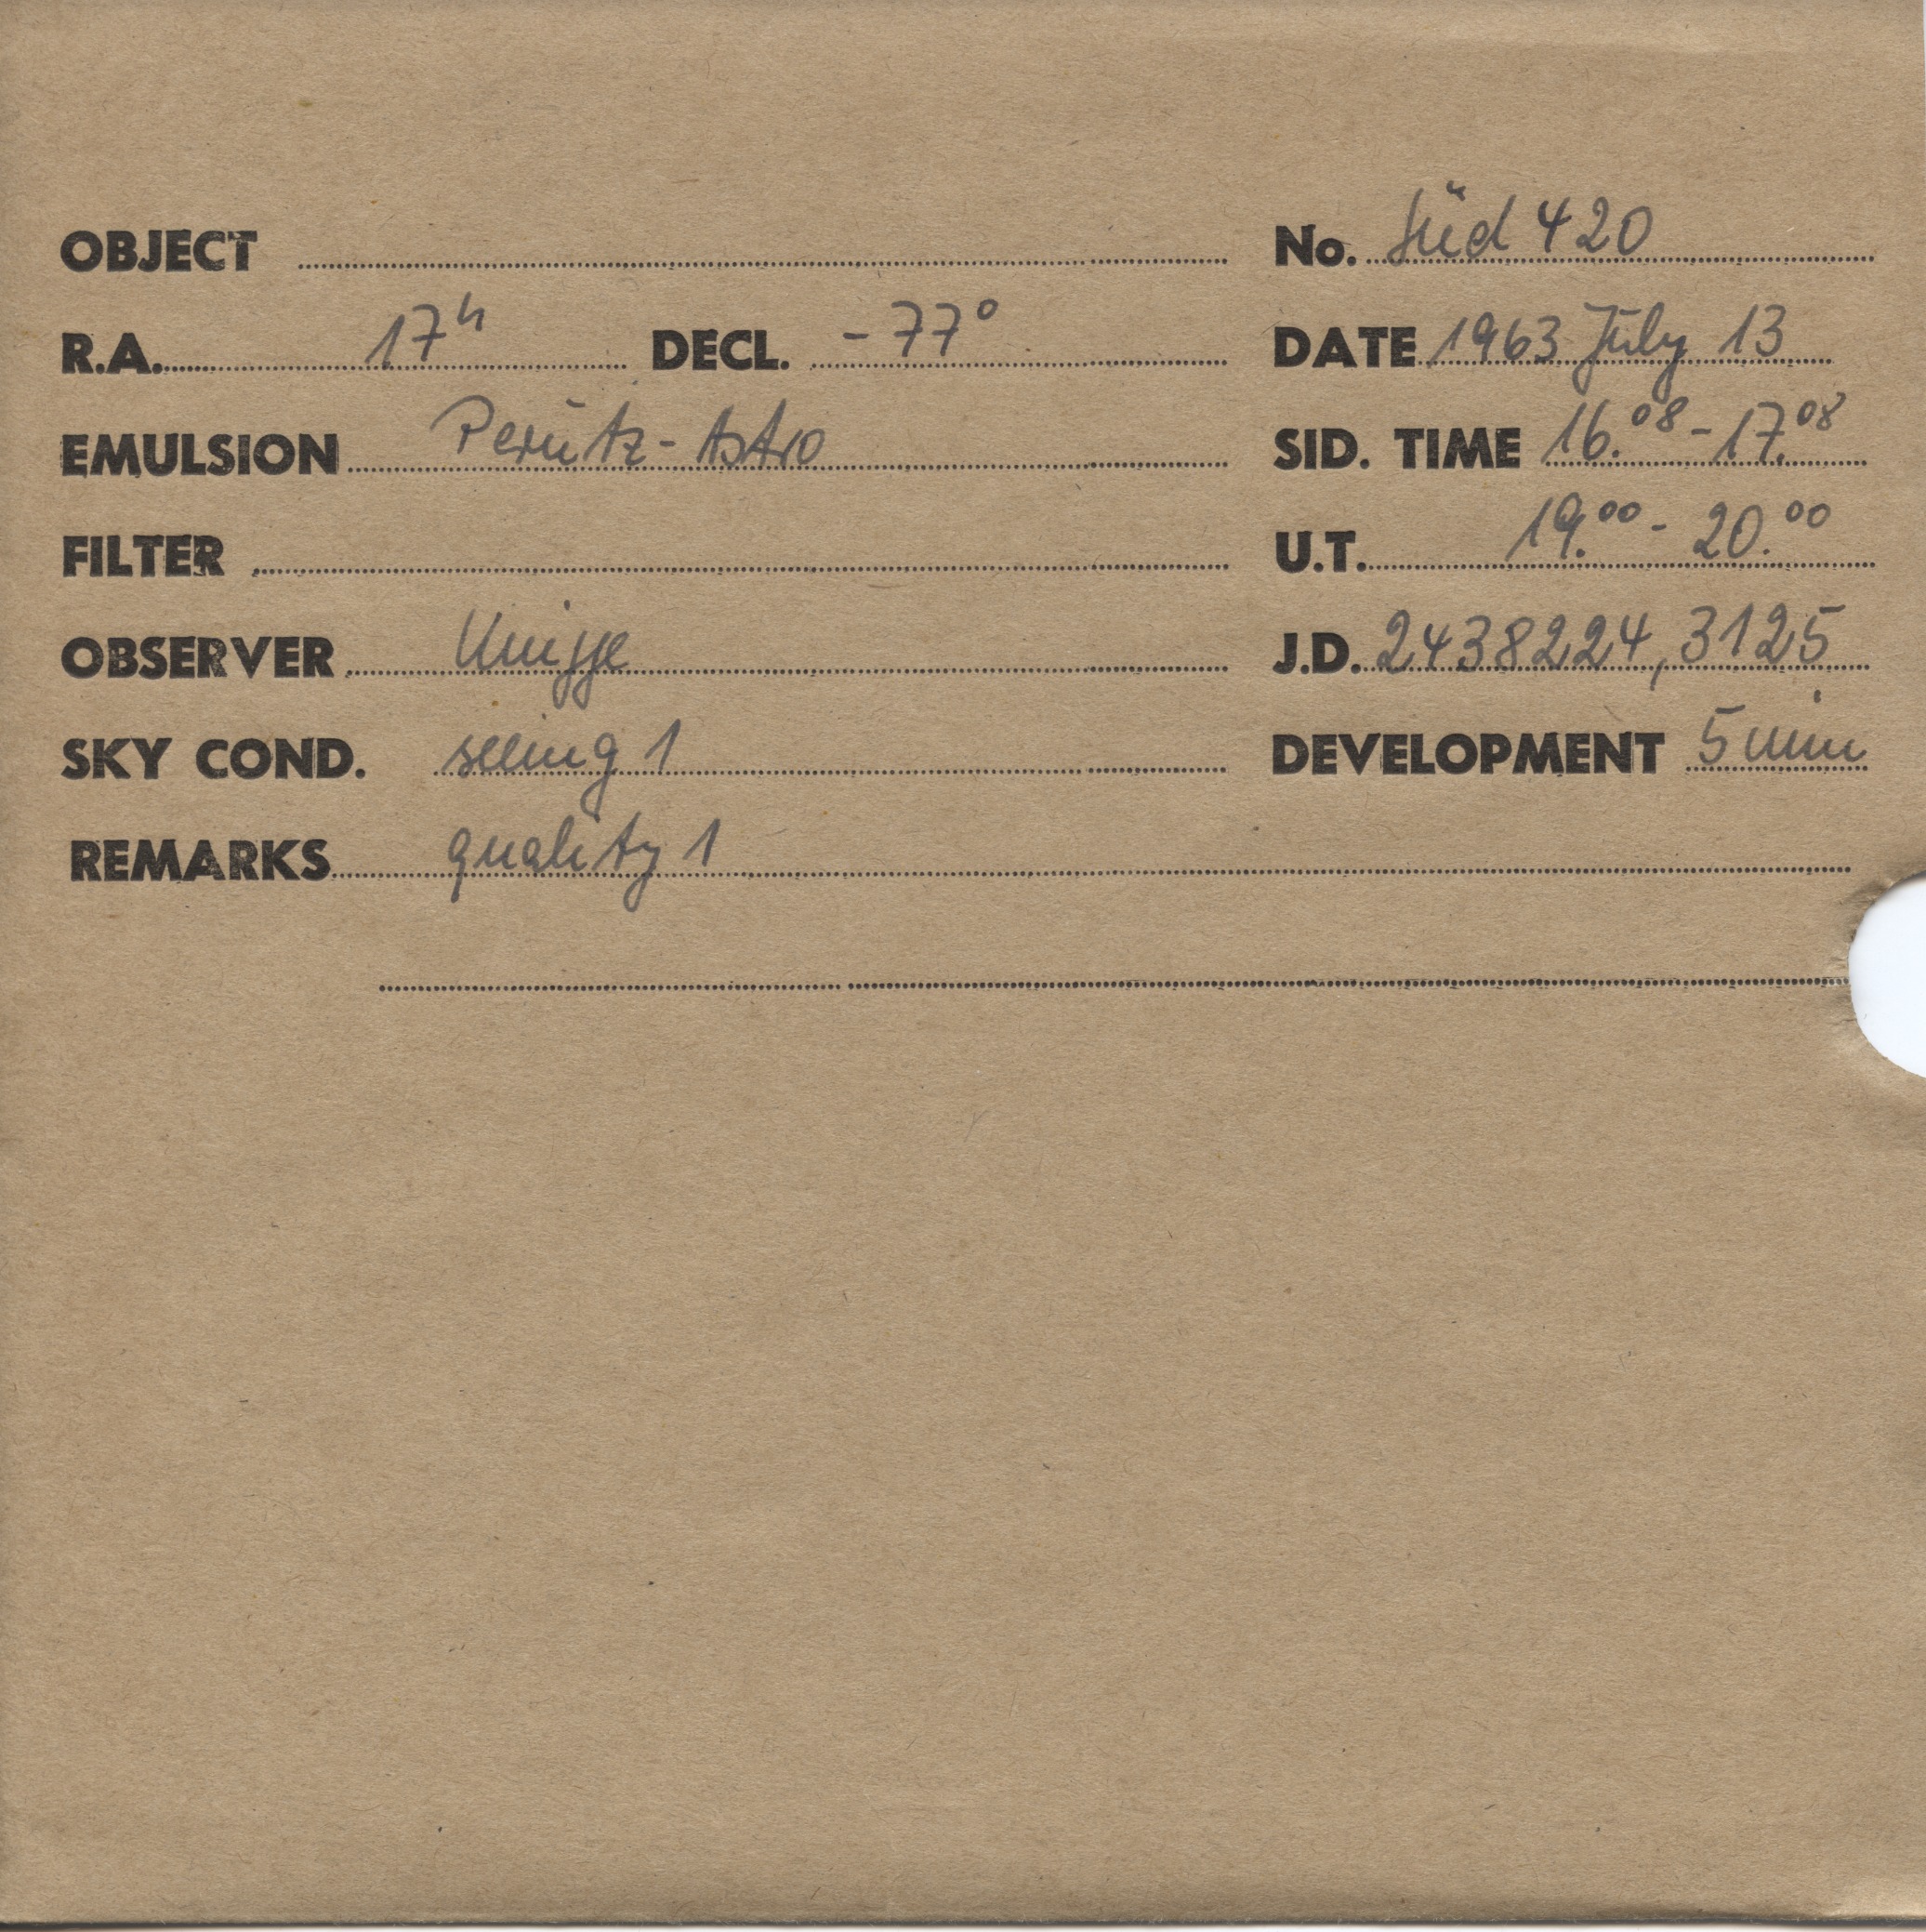 OBJECT No. Süd 420
R.A. 17h DECL. -77° DATE 1963 July 13
EMULSION Perutz-Astro SID. TIME 16.08-17.08
FILTER U.T. 19.00 - 20.00
OBSERVER J.D. 2438224,3125
SKY COND. seeing 1 DEVELOPMENT 5 min
REMARKS quality 1